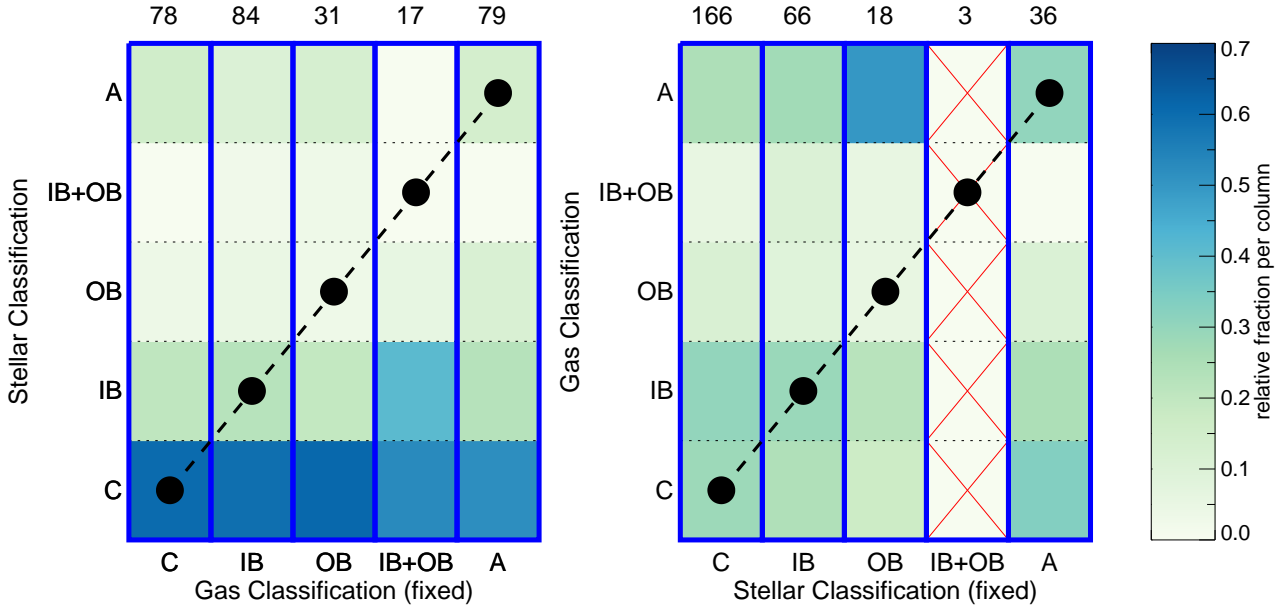 78 84 31 17 79
166 66 18 3 36
Stellar Classification
A
IB+OB
OB
IB
C
C IB OB IB+OB A
Gas Classification (fixed)
Gas Classification
A
IB+OB
OB
IB
C
C IB OB IB+OB A
Stellar Classification (fixed)
0.7
0.6
0.5
0.4
0.3
0.2
0.1
0.0
relative fraction per column